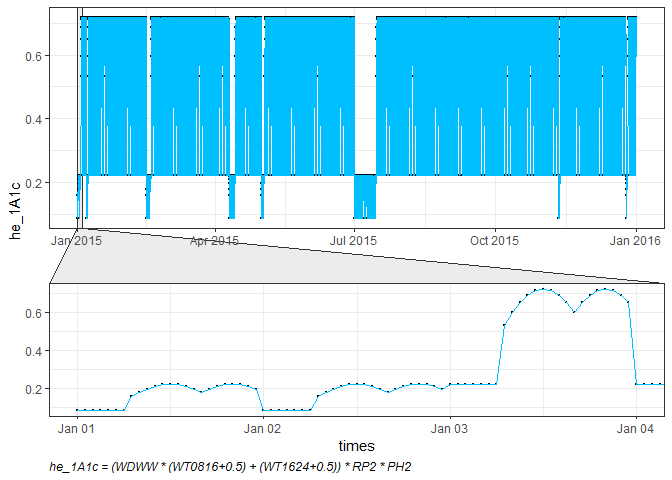 he_1A1c
0.6
0.4
0.2
Jan 2015
Apr 2015
Jul 2015
Oct 2015
Jan 2016
0.6
0.4
0.2
Jan 01
Jan 02
Jan 03
Jan 04
times
he_1A1c = (WDWW * (WT0816+0.5) + (WT1624+0.5)) * RP2 * PH2